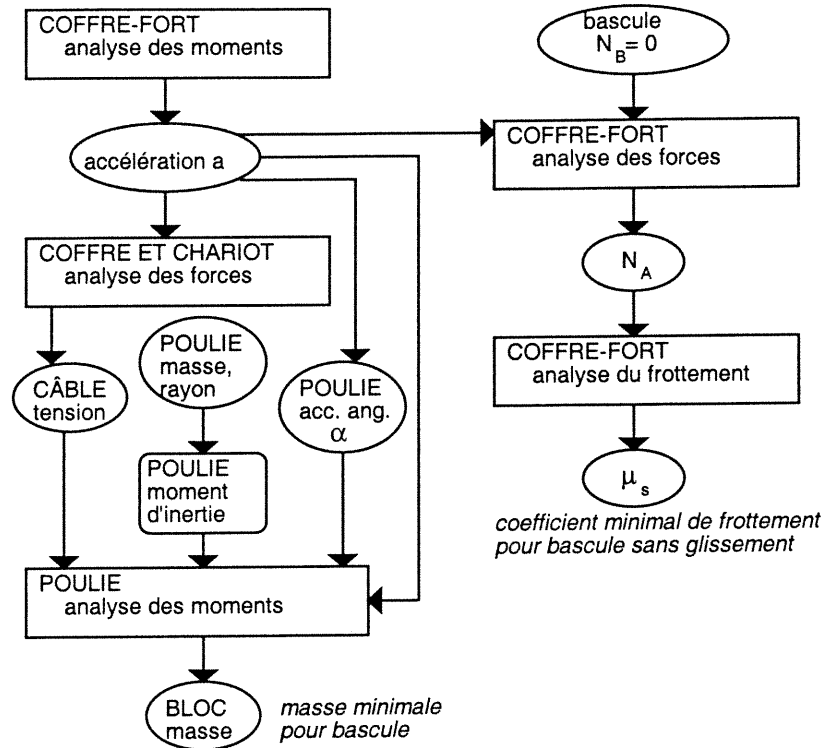 COFFRE-FORT
analyse des moments
accélération a
COFFRE ET CHARIOT
analyse des forces
CÂBLE
tension
POULIE
masse,
rayon
POULIE
moment
d'inertie
POULIE
acc. ang.
α
POULIE
analyse des moments
BLOC
masse
masse minimale
pour bascule
bascule
N_B = 0
COFFRE-FORT
analyse des forces
N_A
COFFRE-FORT
analyse du frottement
μ_s
coefficient minimal de frottement
pour bascule sans glissement